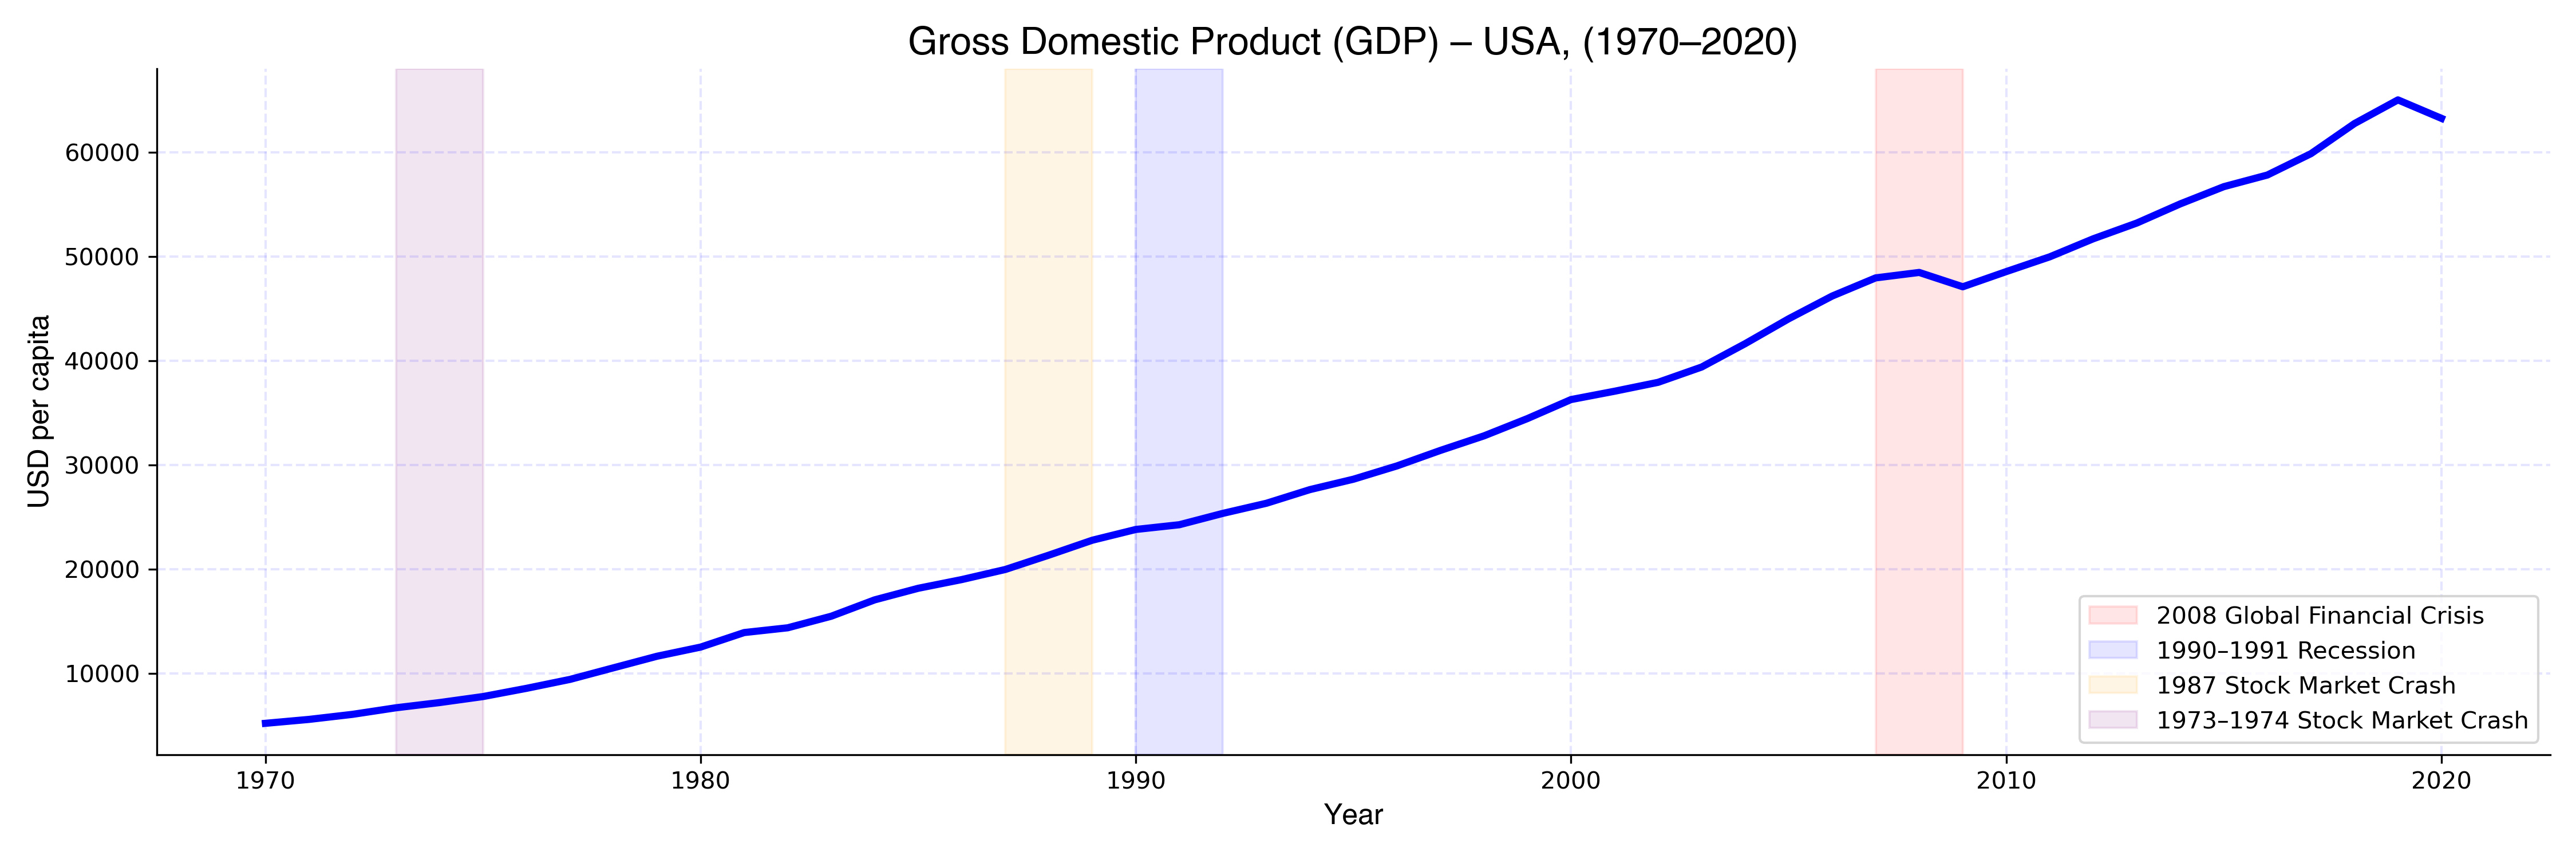 Gross Domestic Product (GDP) – USA, (1970–2020)
USD per capita
60000
50000
40000
30000
20000
10000
2008 Global Financial Crisis
1990–1991 Recession
1987 Stock Market Crash
1973–1974 Stock Market Crash
1970 1980 1990 2000 2010 2020
Year